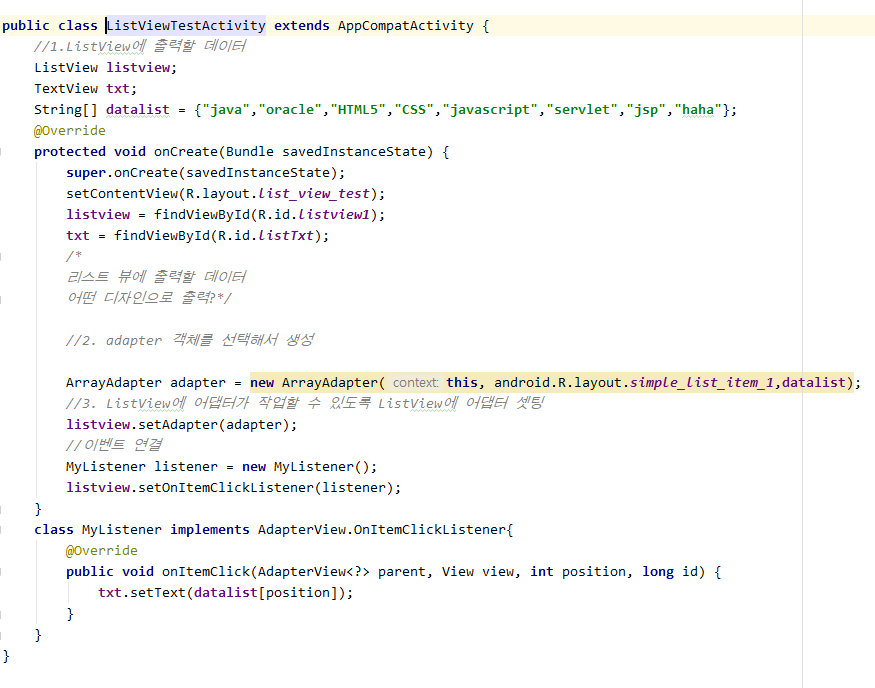 public class ListViewTestActivity extends AppCompatActivity {
//1.ListView에 출력할 데이터
ListView listview;
TextView txt;
String[] datalist = {"java","oracle","HTML5","CSS","javascript","servlet","jsp","haha"};
@Override
protected void onCreate(Bundle savedInstanceState) {
super.onCreate(savedInstanceState);
setContentView(R.layout.list_view_test);
listview = findViewById(R.id.listview1);
txt = findViewById(R.id.listTxt);
/*
리스트 뷰에 출력할 데이터
어떤 디자인으로 출력?*/
//2. adapter 객체를 선택해서 생성
ArrayAdapter adapter = new ArrayAdapter( context: this, android.R.layout.simple_list_item_1,datalist);
//3. ListView에 어댑터가 작업할 수 있도록 ListView에 어댑터 셋팅
listview.setAdapter(adapter);
//이벤트 연결
MyListener listener = new MyListener();
listview.setOnItemClickListener(listener);
}
class MyListener implements AdapterView.OnItemClickListener{
@Override
public void onItemClick(AdapterView<?> parent, View view, int position, long id) {
txt.setText(datalist[position]);
}
}
}